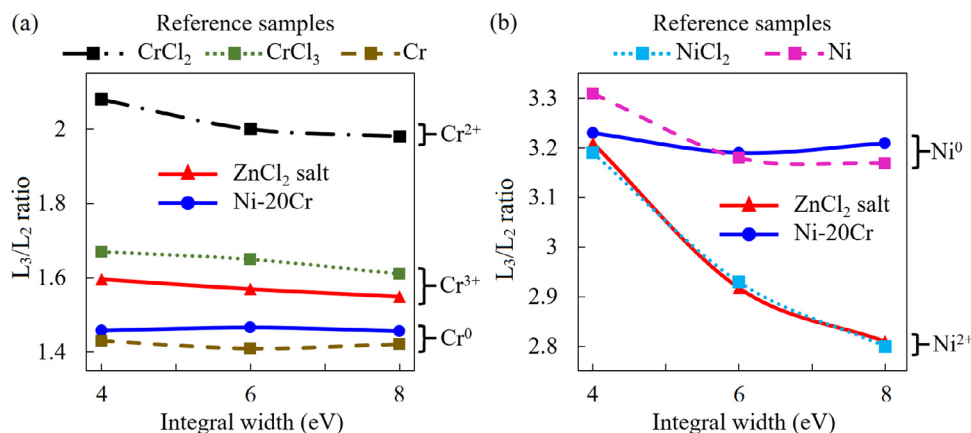 (a)
Reference samples
CrCl₂
CrCl₃
Cr
L₃/L₂ ratio
2
1.8
1.6
1.4
Cr²⁺
ZnCl₂ salt
Ni-20Cr
Cr³⁺
Cr⁰
4
6
8
Integral width (eV)
(b)
Reference samples
NiCl₂
Ni
L₃/L₂ ratio
3.3
3.2
3.1
3
2.9
2.8
Ni⁰
ZnCl₂ salt
Ni-20Cr
Ni²⁺
4
6
8
Integral width (eV)